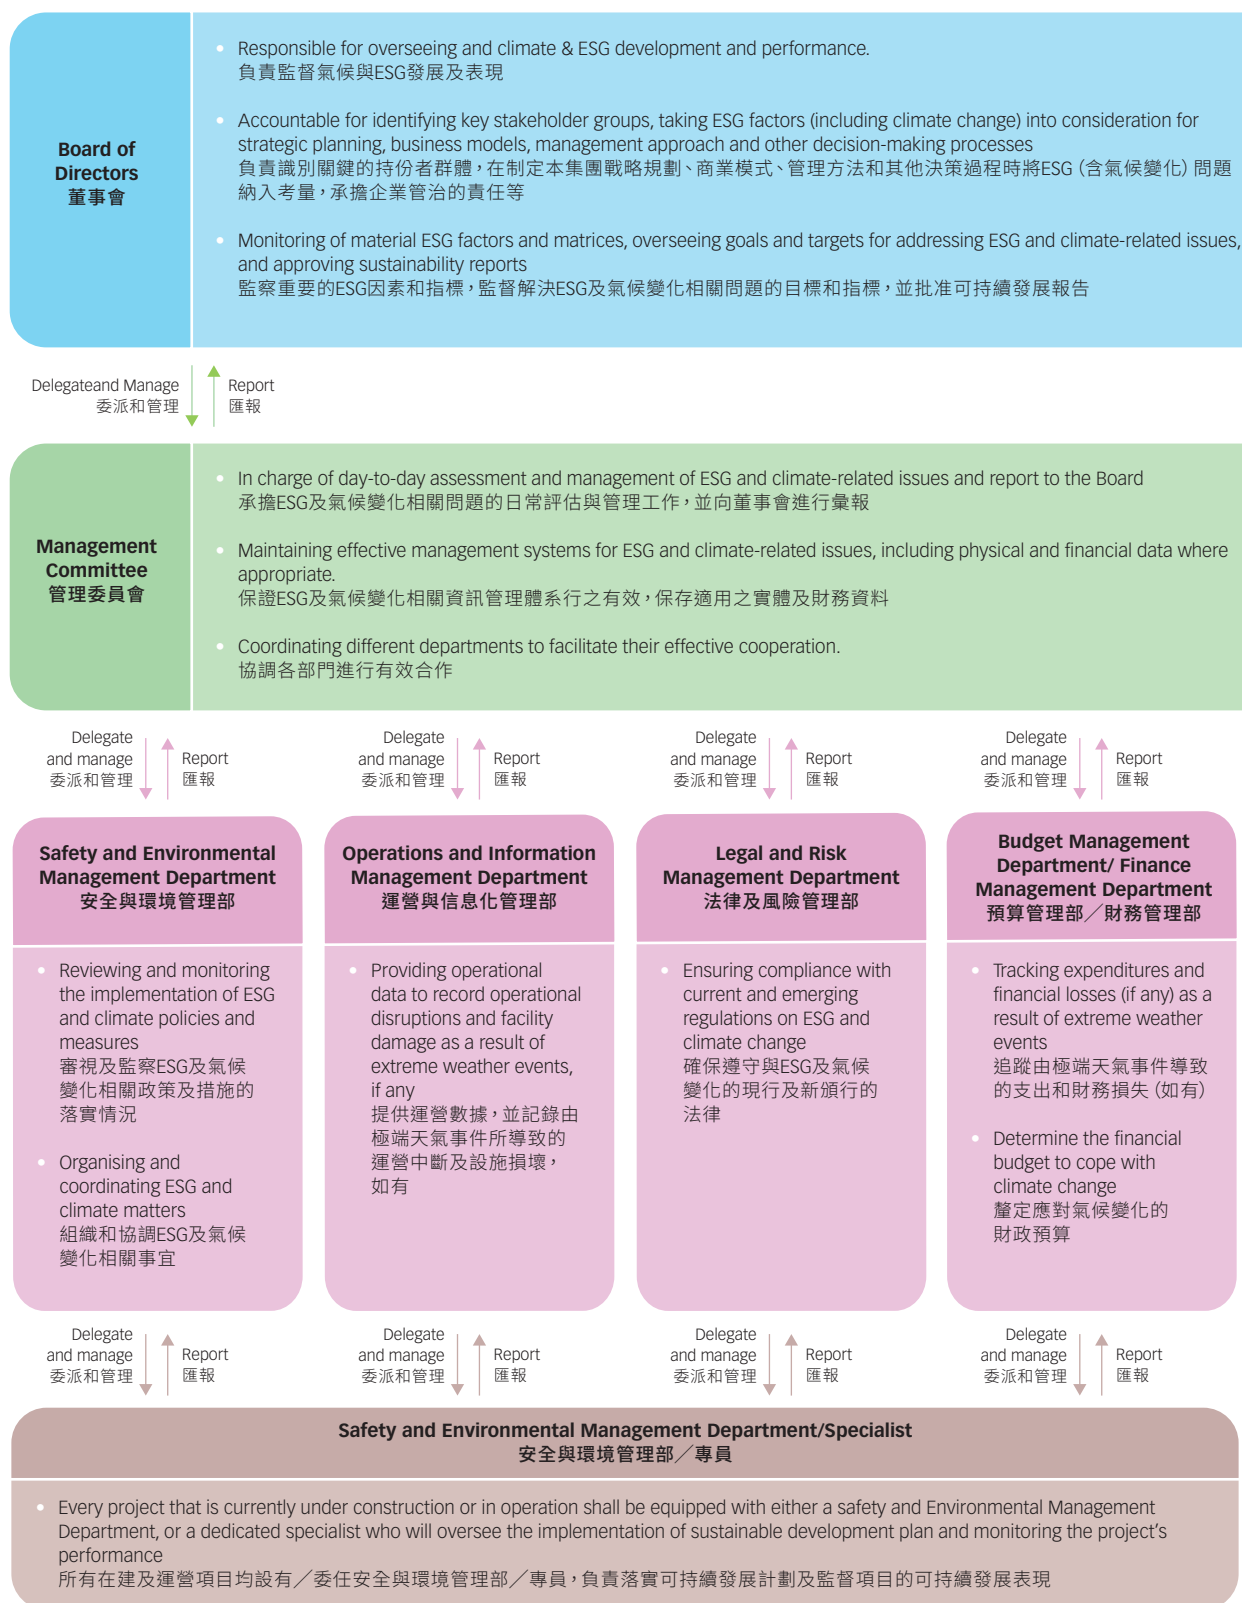 Board of
Directors
董事會
• Responsible for overseeing and climate & ESG development and performance.
負責監督氣候與ESG發展及表現
• Accountable for identifying key stakeholder groups, taking ESG factors (including climate change) into consideration for
strategic planning, business models, management approach and other decision-making processes
負責識別關鍵的持份者群體，在制定本集團戰略規劃、商業模式、管理方法和其他決策過程時將ESG（含氣候變化）問題
納入考量，承擔企業管治的責任等
• Monitoring of material ESG factors and matrices, overseeing goals and targets for addressing ESG and climate-related issues,
and approving sustainability reports
監察重要的ESG因素和指標，監督解決ESG及氣候變化相關問題的目標和指標，並批准可持續發展報告
Delegateand Manage
委派和管理
Report
匯報
Management
Committee
管理委員會
• In charge of day-to-day assessment and management of ESG and climate-related issues and report to the Board
承擔ESG及氣候變化相關問題的日常評估與管理工作，並向董事會進行彙報
• Maintaining effective management systems for ESG and climate-related issues, including physical and financial data where
appropriate.
保證ESG及氣候變化相關資訊管理體系行之有效，保存適用之實體及財務資料
• Coordinating different departments to facilitate their effective cooperation.
協調各部門進行有效合作
Delegate
and manage
委派和管理
Report
匯報
Delegate
and manage
委派和管理
Report
匯報
Delegate
and manage
委派和管理
Report
匯報
Delegate
and manage
委派和管理
Report
匯報
Safety and Environmental
Management Department
安全與環境管理部
• Reviewing and monitoring
the implementation of ESG
and climate policies and
measures
審視及監察ESG及氣候
變化相關政策及措施的
落實情況
• Organising and
coordinating ESG and
climate matters
組織和協調ESG及氣候
變化相關事宜
Operations and Information
Management Department
運營與信息化管理部
• Providing operational
data to record operational
disruptions and facility
damage as a result of
extreme weather events,
if any
提供運營數據，並記錄由
極端天氣事件所導致的
運營中斷及設施損壞，
如有
Legal and Risk
Management Department
法律及風險管理部
• Ensuring compliance with
current and emerging
regulations on ESG and
climate change
確保遵守與ESG及氣候
變化的現行及新頒行的
法律
Budget Management
Department/ Finance
Management Department
預算管理部／財務管理部
• Tracking expenditures and
financial losses (if any) as a
result of extreme weather
events
追蹤由極端天氣事件導致
的支出和財務損失（如有）
• Determine the financial
budget to cope with
climate change
釐定應對氣候變化的
財政預算
Delegate
and manage
委派和管理
Report
匯報
Delegate
and manage
委派和管理
Report
匯報
Delegate
and manage
委派和管理
Report
匯報
Delegate
and manage
委派和管理
Report
匯報
Safety and Environmental Management Department/Specialist
安全與環境管理部／專員
• Every project that is currently under construction or in operation shall be equipped with either a safety and Environmental Management
Department, or a dedicated specialist who will oversee the implementation of sustainable development plan and monitoring the project's
performance
所有在建及運營項目均設有／委任安全與環境管理部／專員，負責落實可持續發展計劃及監督項目的可持續發展表現